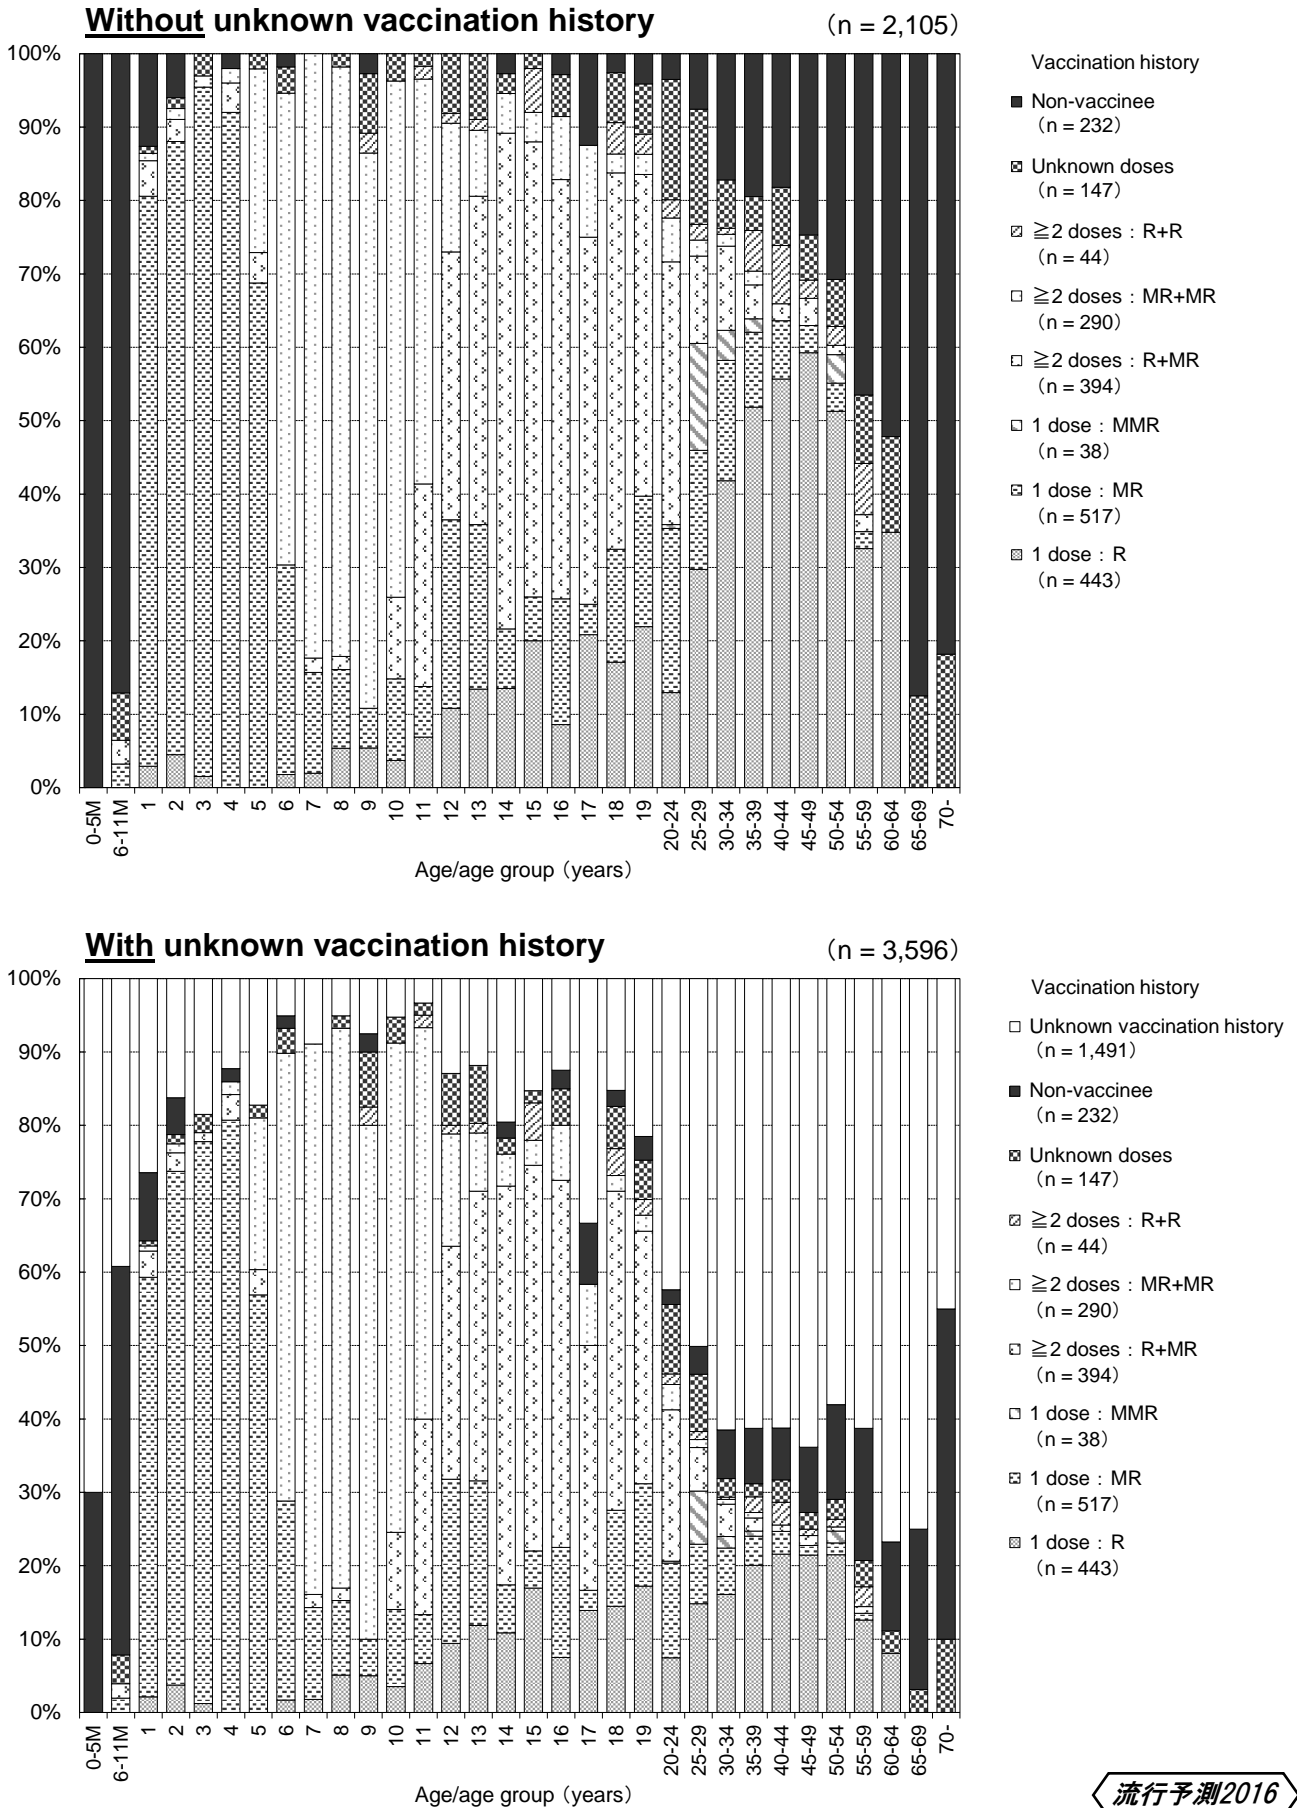 Without unknown vaccination history
（n = 2,105）
100%
90%
80%
70%
60%
50%
40%
30%
20%
10%
0%
0-5M
6-11M
1
2
3
4
5
6
7
8
9
10
11
12
13
14
15
16
17
18
19
20-24
25-29
30-34
35-39
40-44
45-49
50-54
55-59
60-64
65-69
70-
Age/age group（years）
Vaccination history
Non-vaccinee
（n = 232）
Unknown doses
（n = 147）
≧2 doses：R+R
（n = 44）
≧2 doses：MR+MR
（n = 290）
≧2 doses：R+MR
（n = 394）
1 dose：MMR
（n = 38）
1 dose：MR
（n = 517）
1 dose：R
（n = 443）
With unknown vaccination history
（n = 3,596）
100%
90%
80%
70%
60%
50%
40%
30%
20%
10%
0%
0-5M
6-11M
1
2
3
4
5
6
7
8
9
10
11
12
13
14
15
16
17
18
19
20-24
25-29
30-34
35-39
40-44
45-49
50-54
55-59
60-64
65-69
70-
Age/age group（years）
Vaccination history
Unknown vaccination history
（n = 1,491）
Non-vaccinee
（n = 232）
Unknown doses
（n = 147）
≧2 doses：R+R
（n = 44）
≧2 doses：MR+MR
（n = 290）
≧2 doses：R+MR
（n = 394）
1 dose：MMR
（n = 38）
1 dose：MR
（n = 517）
1 dose：R
（n = 443）
流行予測2016